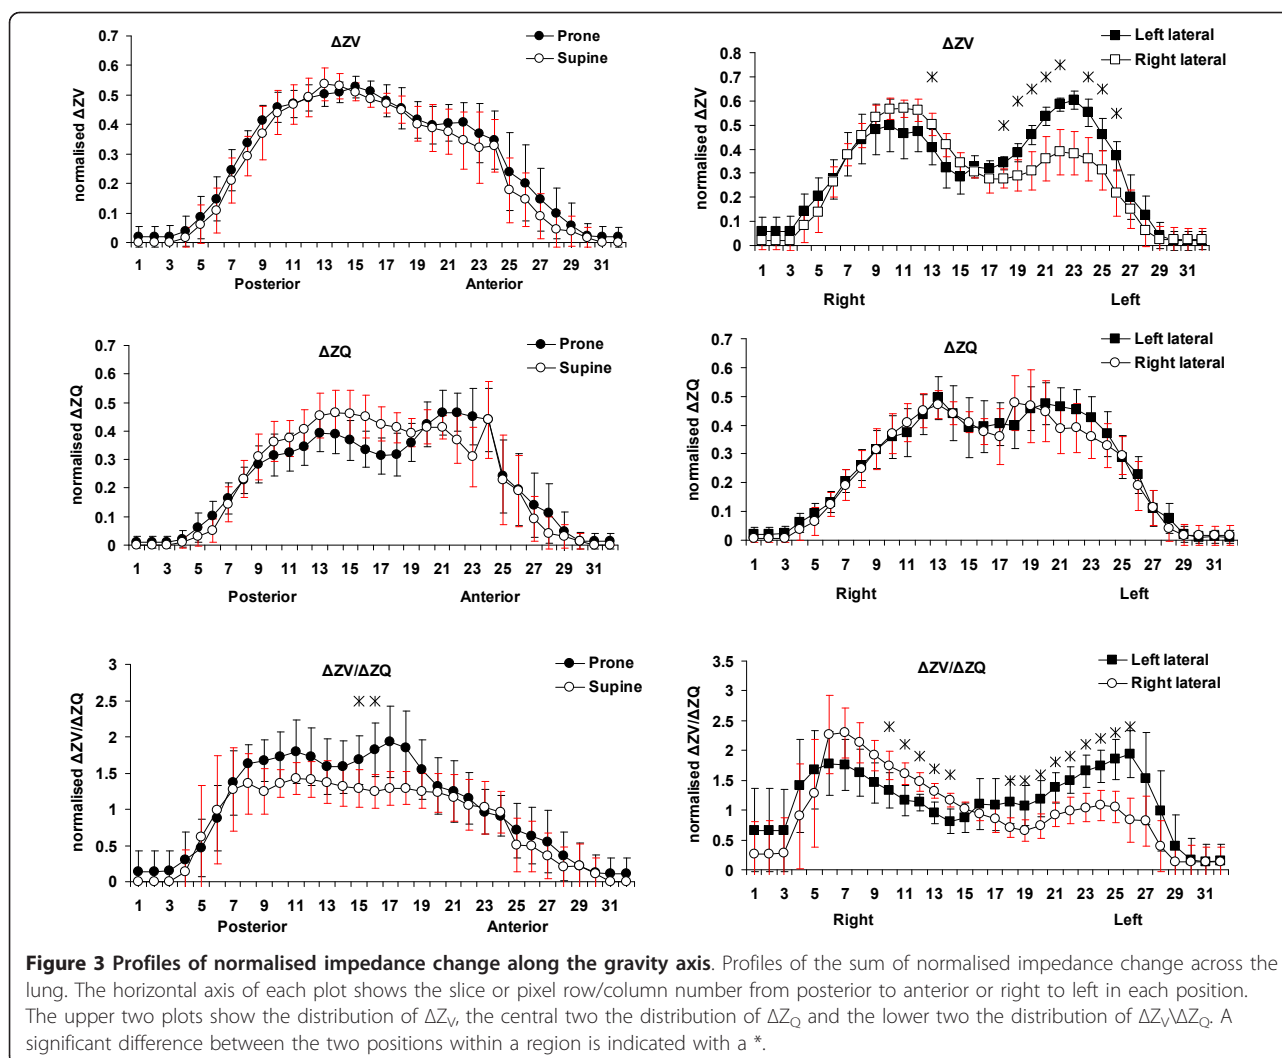 ΔZV
Prone
Supine
normalised ΔZV
0.7
0.6
0.5
0.4
0.3
0.2
0.1
0
1 3 5 7 9 11 13 15 17 19 21 23 25 27 29 31
Posterior Anterior
ΔZV
Left lateral
Right lateral
normalised ΔZV
0.8
0.7
0.6
0.5
0.4
0.3
0.2
0.1
0
1 3 5 7 9 11 13 15 17 19 21 23 25 27 29 31
Right Left
ΔZQ
Prone
Supine
normalised ΔZQ
0.7
0.6
0.5
0.4
0.3
0.2
0.1
0
1 3 5 7 9 11 13 15 17 19 21 23 25 27 29 31
Posterior Anterior
ΔZQ
Left lateral
Right lateral
normalised ΔZQ
0.7
0.6
0.5
0.4
0.3
0.2
0.1
0
1 3 5 7 9 11 13 15 17 19 21 23 25 27 29 31
Right Left
ΔZV/ΔZQ
Prone
Supine
normalised ΔZV/ΔZQ
3
2.5
2
1.5
1
0.5
0
1 3 5 7 9 11 13 15 17 19 21 23 25 27 29 31
Posterior Anterior
ΔZV/ΔZQ
Left lateral
Right lateral
normalised ΔZV/ΔZQ
3.5
3
2.5
2
1.5
1
0.5
0
1 3 5 7 9 11 13 15 17 19 21 23 25 27 29 31
Right Left
Figure 3 Profiles of normalised impedance change along the gravity axis. Profiles of the sum of normalised impedance change across the
lung. The horizontal axis of each plot shows the slice or pixel row/column number from posterior to anterior or right to left in each position.
The upper two plots show the distribution of ΔZV, the central two the distribution of ΔZQ and the lower two the distribution of ΔZV\ΔZQ. A
significant difference between the two positions within a region is indicated with a *.